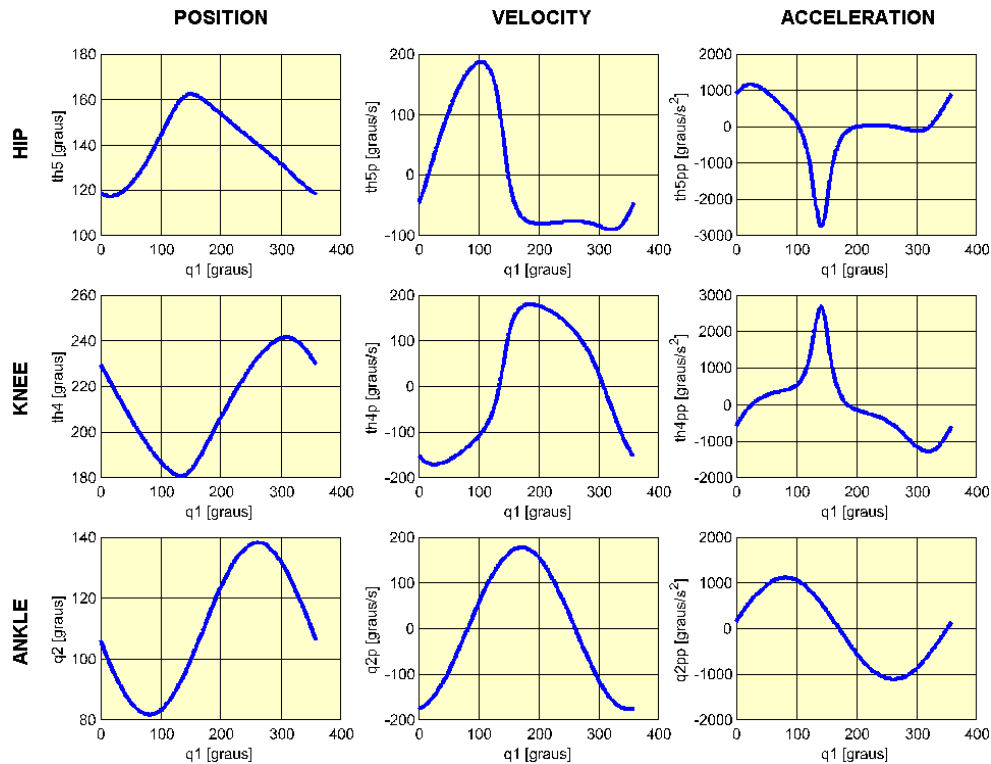 POSITION VELOCITY ACCELERATION
HIP
th5 [graus]
180
160
140
120
100
0 100 200 300 400
q1 [graus]
th5p [graus/s]
200
100
0
-100
0 100 200 300 400
q1 [graus]
th5pp [graus/s²]
2000
1000
0
-1000
-2000
-3000
0 100 200 300 400
q1 [graus]
KNEE
th4 [graus]
260
240
220
200
180
0 100 200 300 400
q1 [graus]
th4p [graus/s]
200
100
0
-100
-200
0 100 200 300 400
q1 [graus]
th4pp [graus/s²]
3000
2000
1000
0
-1000
-2000
0 100 200 300 400
q1 [graus]
ANKLE
q2 [graus]
140
120
100
80
0 100 200 300 400
q1 [graus]
q2p [graus/s]
200
100
0
-100
-200
0 100 200 300 400
q1 [graus]
q2pp [graus/s²]
2000
1000
0
-1000
-2000
0 100 200 300 400
q1 [graus]